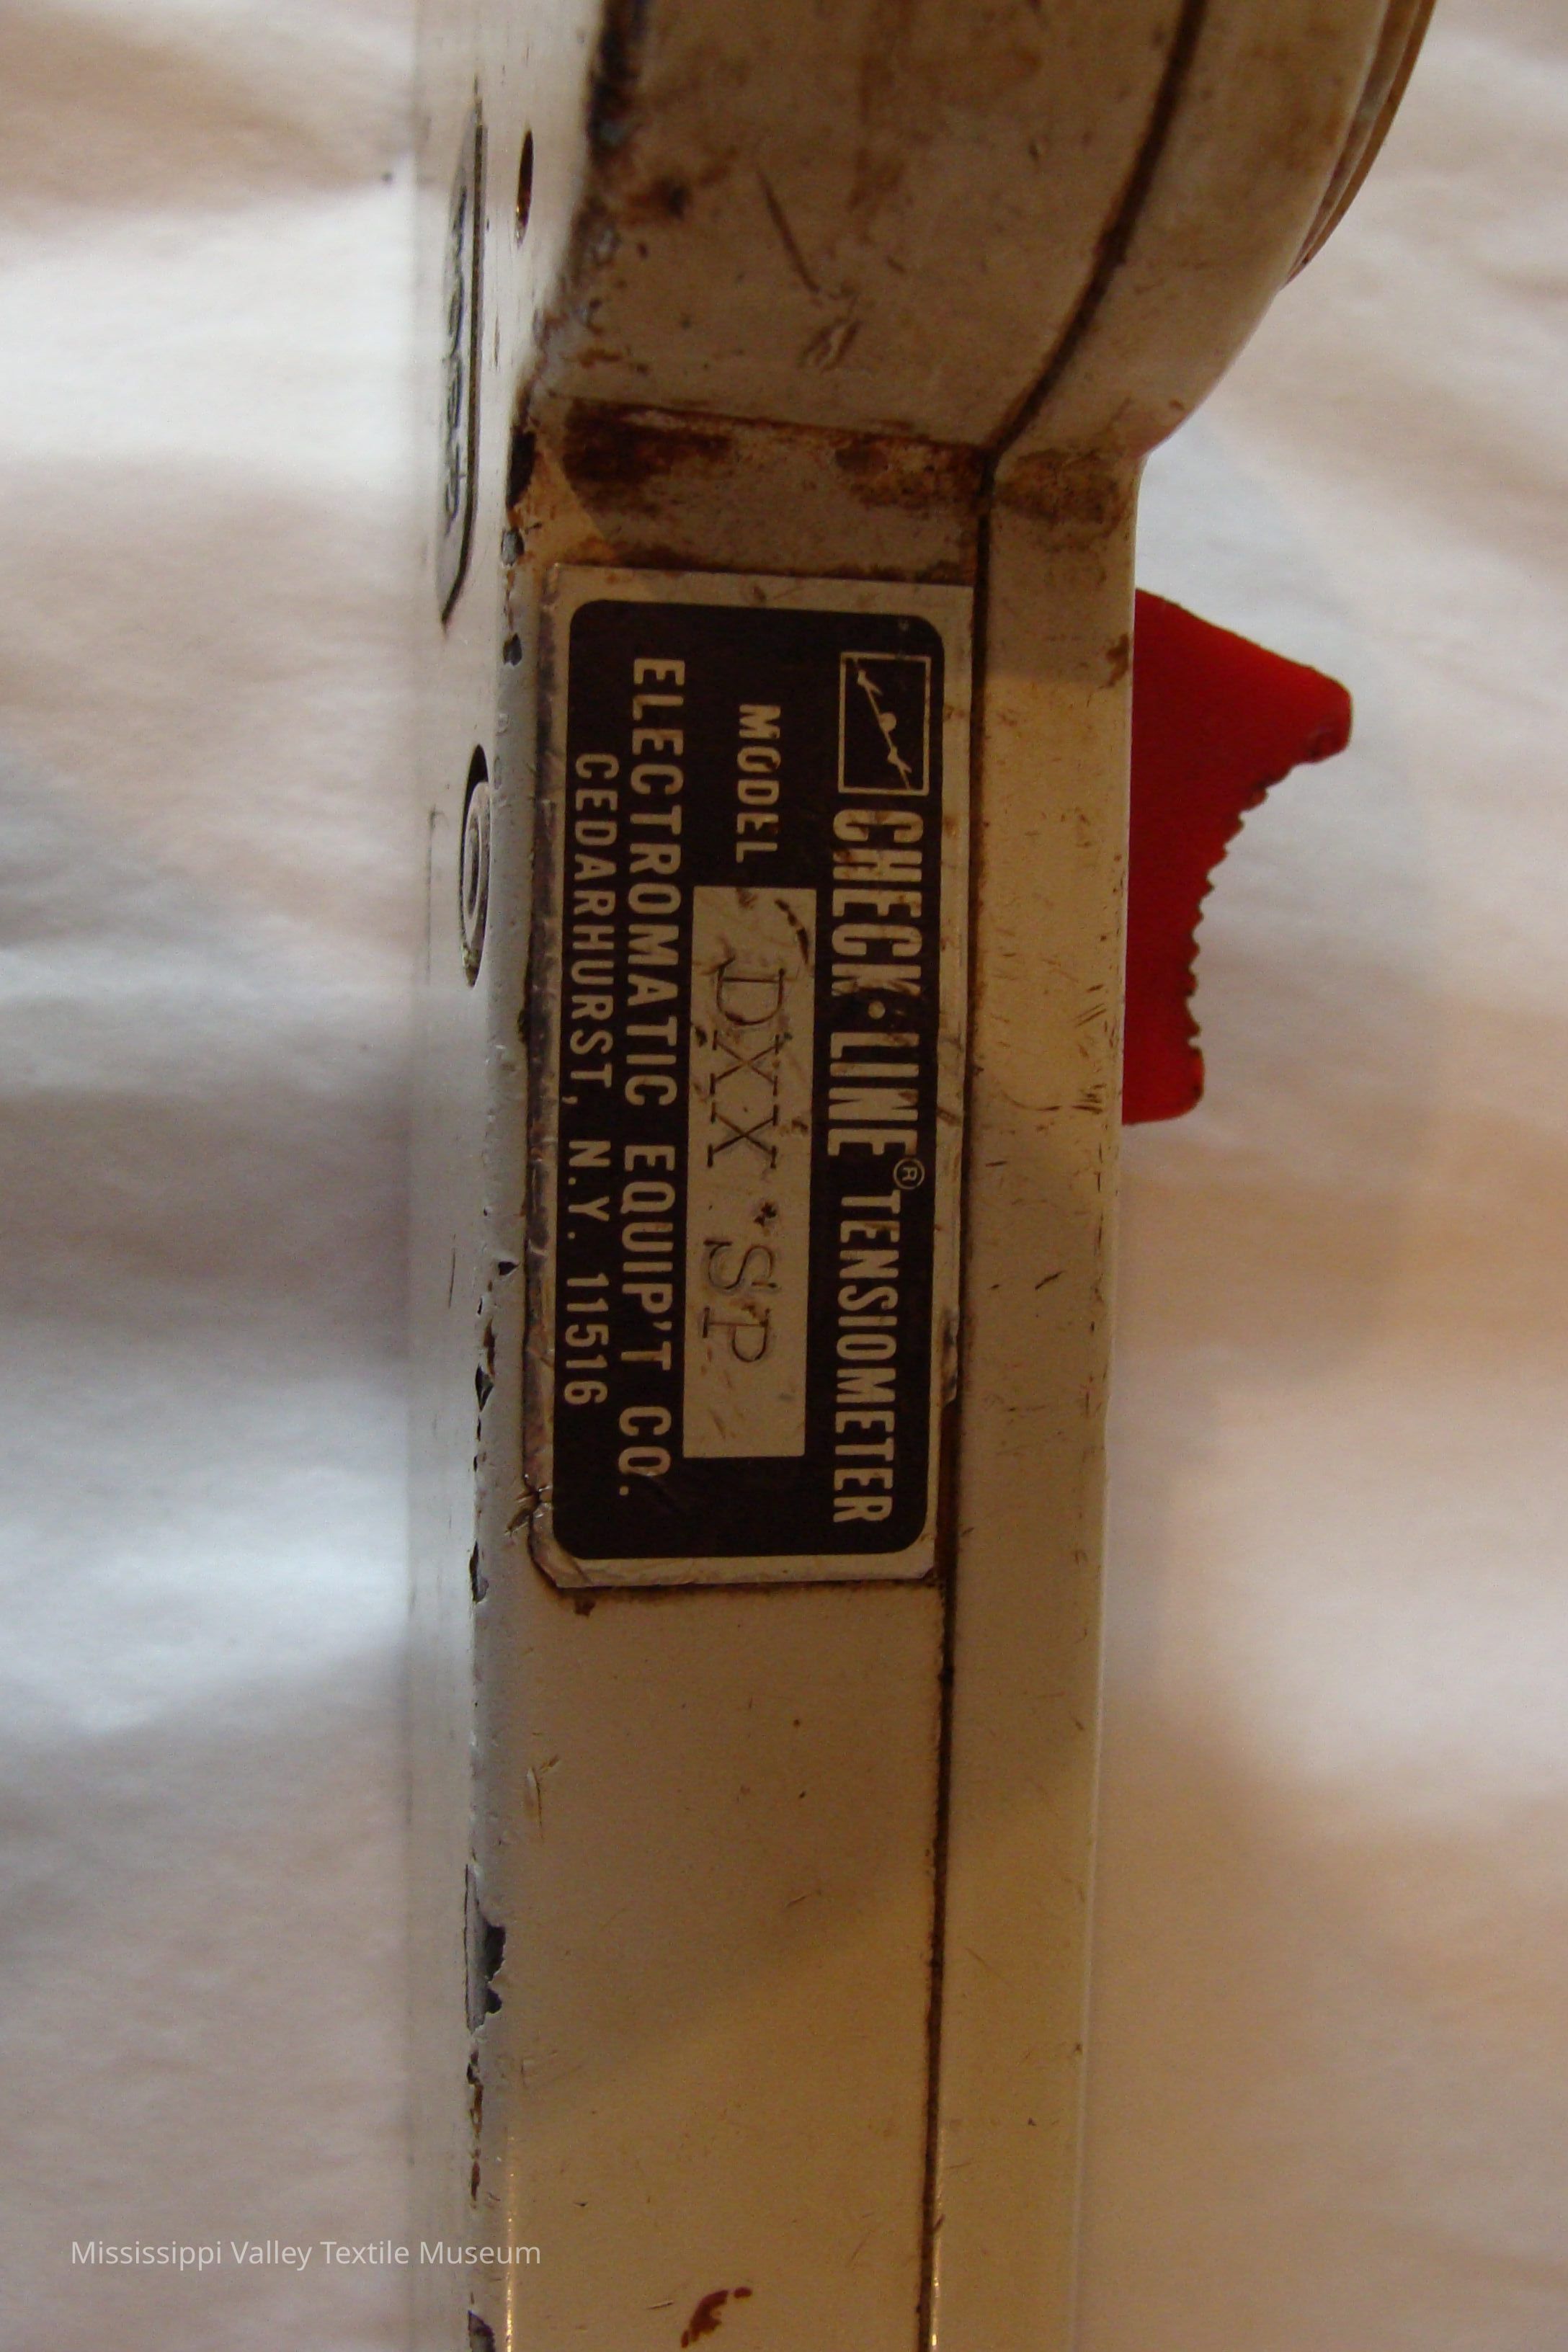 CHECK•LINE® TENSIOMETER
MODEL DXX SP
ELECTROMATIC EQUIP'T CO.
CEDARHURST, N.Y. 11516
Mississippi Valley Textile Museum